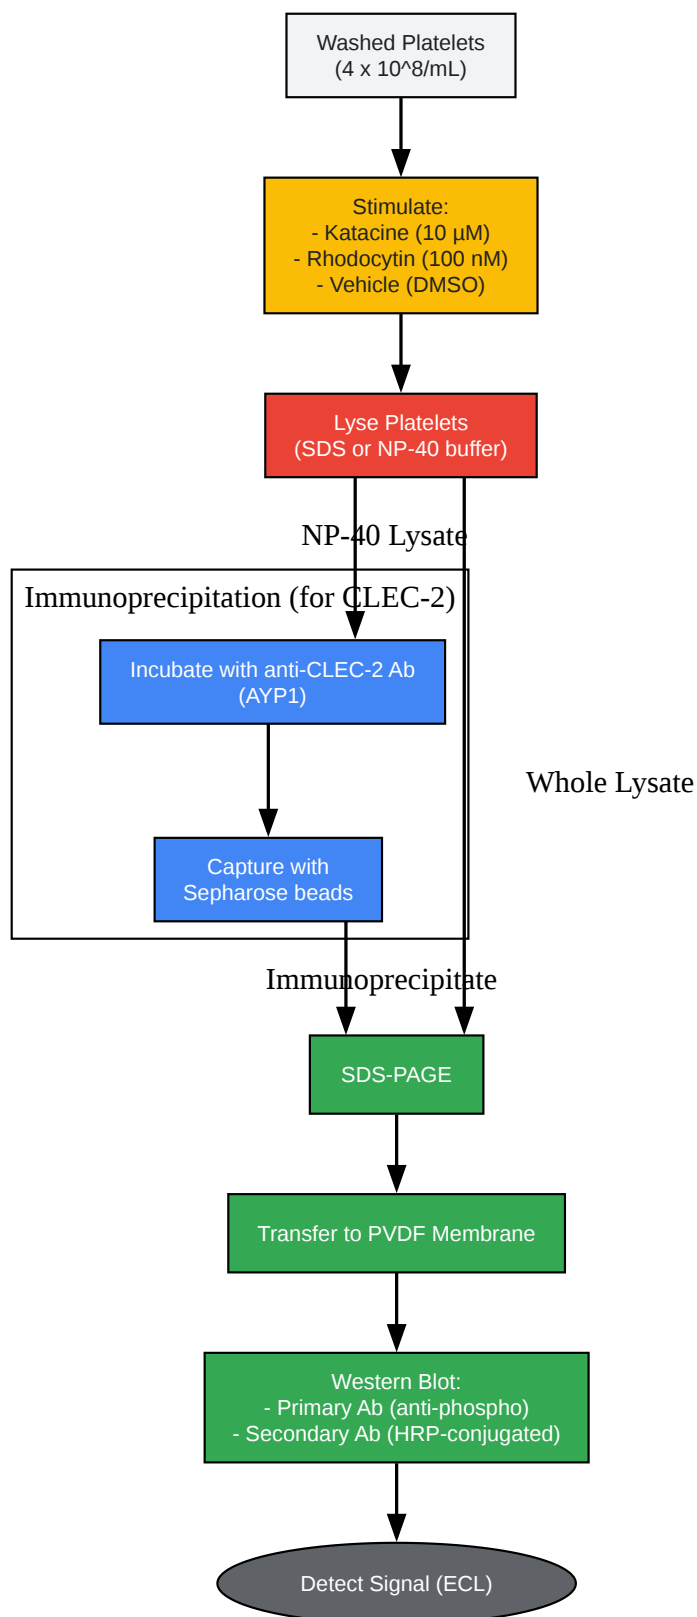 Washed Platelets
(4 x 10^8/mL)
Stimulate:
- Katacine (10 µM)
- Rhodocytin (100 nM)
- Vehicle (DMSO)
Lyse Platelets
(SDS or NP-40 buffer)
NP-40 Lysate
Immunoprecipitation (for CLEC-2)
Incubate with anti-CLEC-2 Ab
(AYP1)
Whole Lysate
Capture with
Sepharose beads
Immunoprecipitate
SDS-PAGE
Transfer to PVDF Membrane
Western Blot:
- Primary Ab (anti-phospho)
- Secondary Ab (HRP-conjugated)
Detect Signal (ECL)